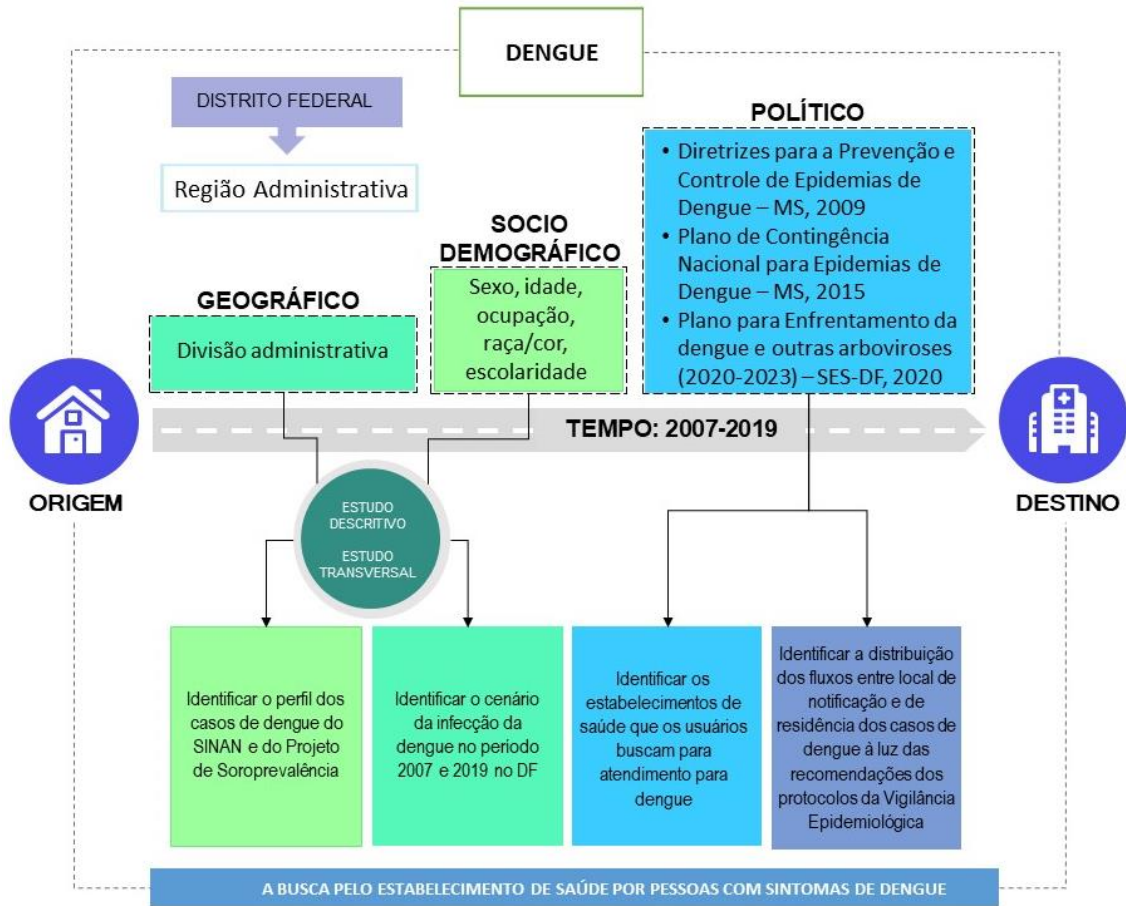 DENGUE
DISTRITO FEDERAL
Região Administrativa
GEOGRÁFICO
Divisão administrativa
SOCIO
DEMOGRÁFICO
Sexo, idade,
ocupação,
raça/cor,
escolaridade
POLÍTICO
• Diretrizes para a Prevenção e
Controle de Epidemias de
Dengue – MS, 2009
• Plano de Contingência
Nacional para Epidemias de
Dengue – MS, 2015
• Plano para Enfrentamento da
dengue e outras arboviroses
(2020-2023) – SES-DF, 2020
TEMPO: 2007-2019
ORIGEM
DESTINO
ESTUDO
DESCRITIVO
ESTUDO
TRANSVERSAL
Identificar o perfil dos
casos de dengue do
SINAN e do Projeto
de Soroprevalência
Identificar o cenário
da infecção da
dengue no período
2007 e 2019 no DF
Identificar os
estabelecimentos de
saúde que os usuários
buscam para
atendimento para
dengue
Identificar a distribuição
dos fluxos entre local de
notificação e de
residência dos casos de
dengue à luz das
recomendações dos
protocolos da Vigilância
Epidemiológica
A BUSCA PELO ESTABELECIMENTO DE SAÚDE POR PESSOAS COM SINTOMAS DE DENGUE